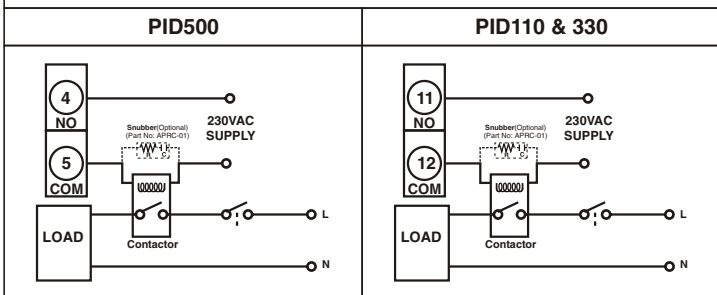 PID500
4
NO
5
COM
Snubber(Optional)
(Part No: APRC-01)
R C
230VAC
SUPPLY
LOAD
Contactor
L
N
PID110 & 330
11
NO
12
COM
Snubber(Optional)
(Part No: APRC-01)
R C
230VAC
SUPPLY
LOAD
Contactor
L
N